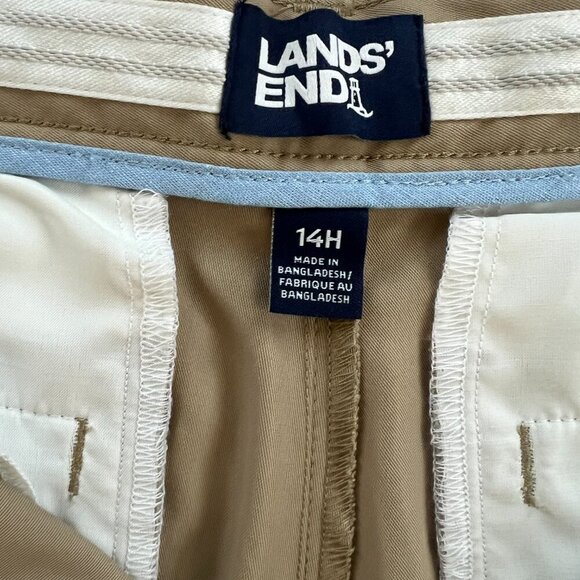 LANDS'
END
14H
MADE IN
BANGLADESH/
FABRIQUE AU
BANGLADESH